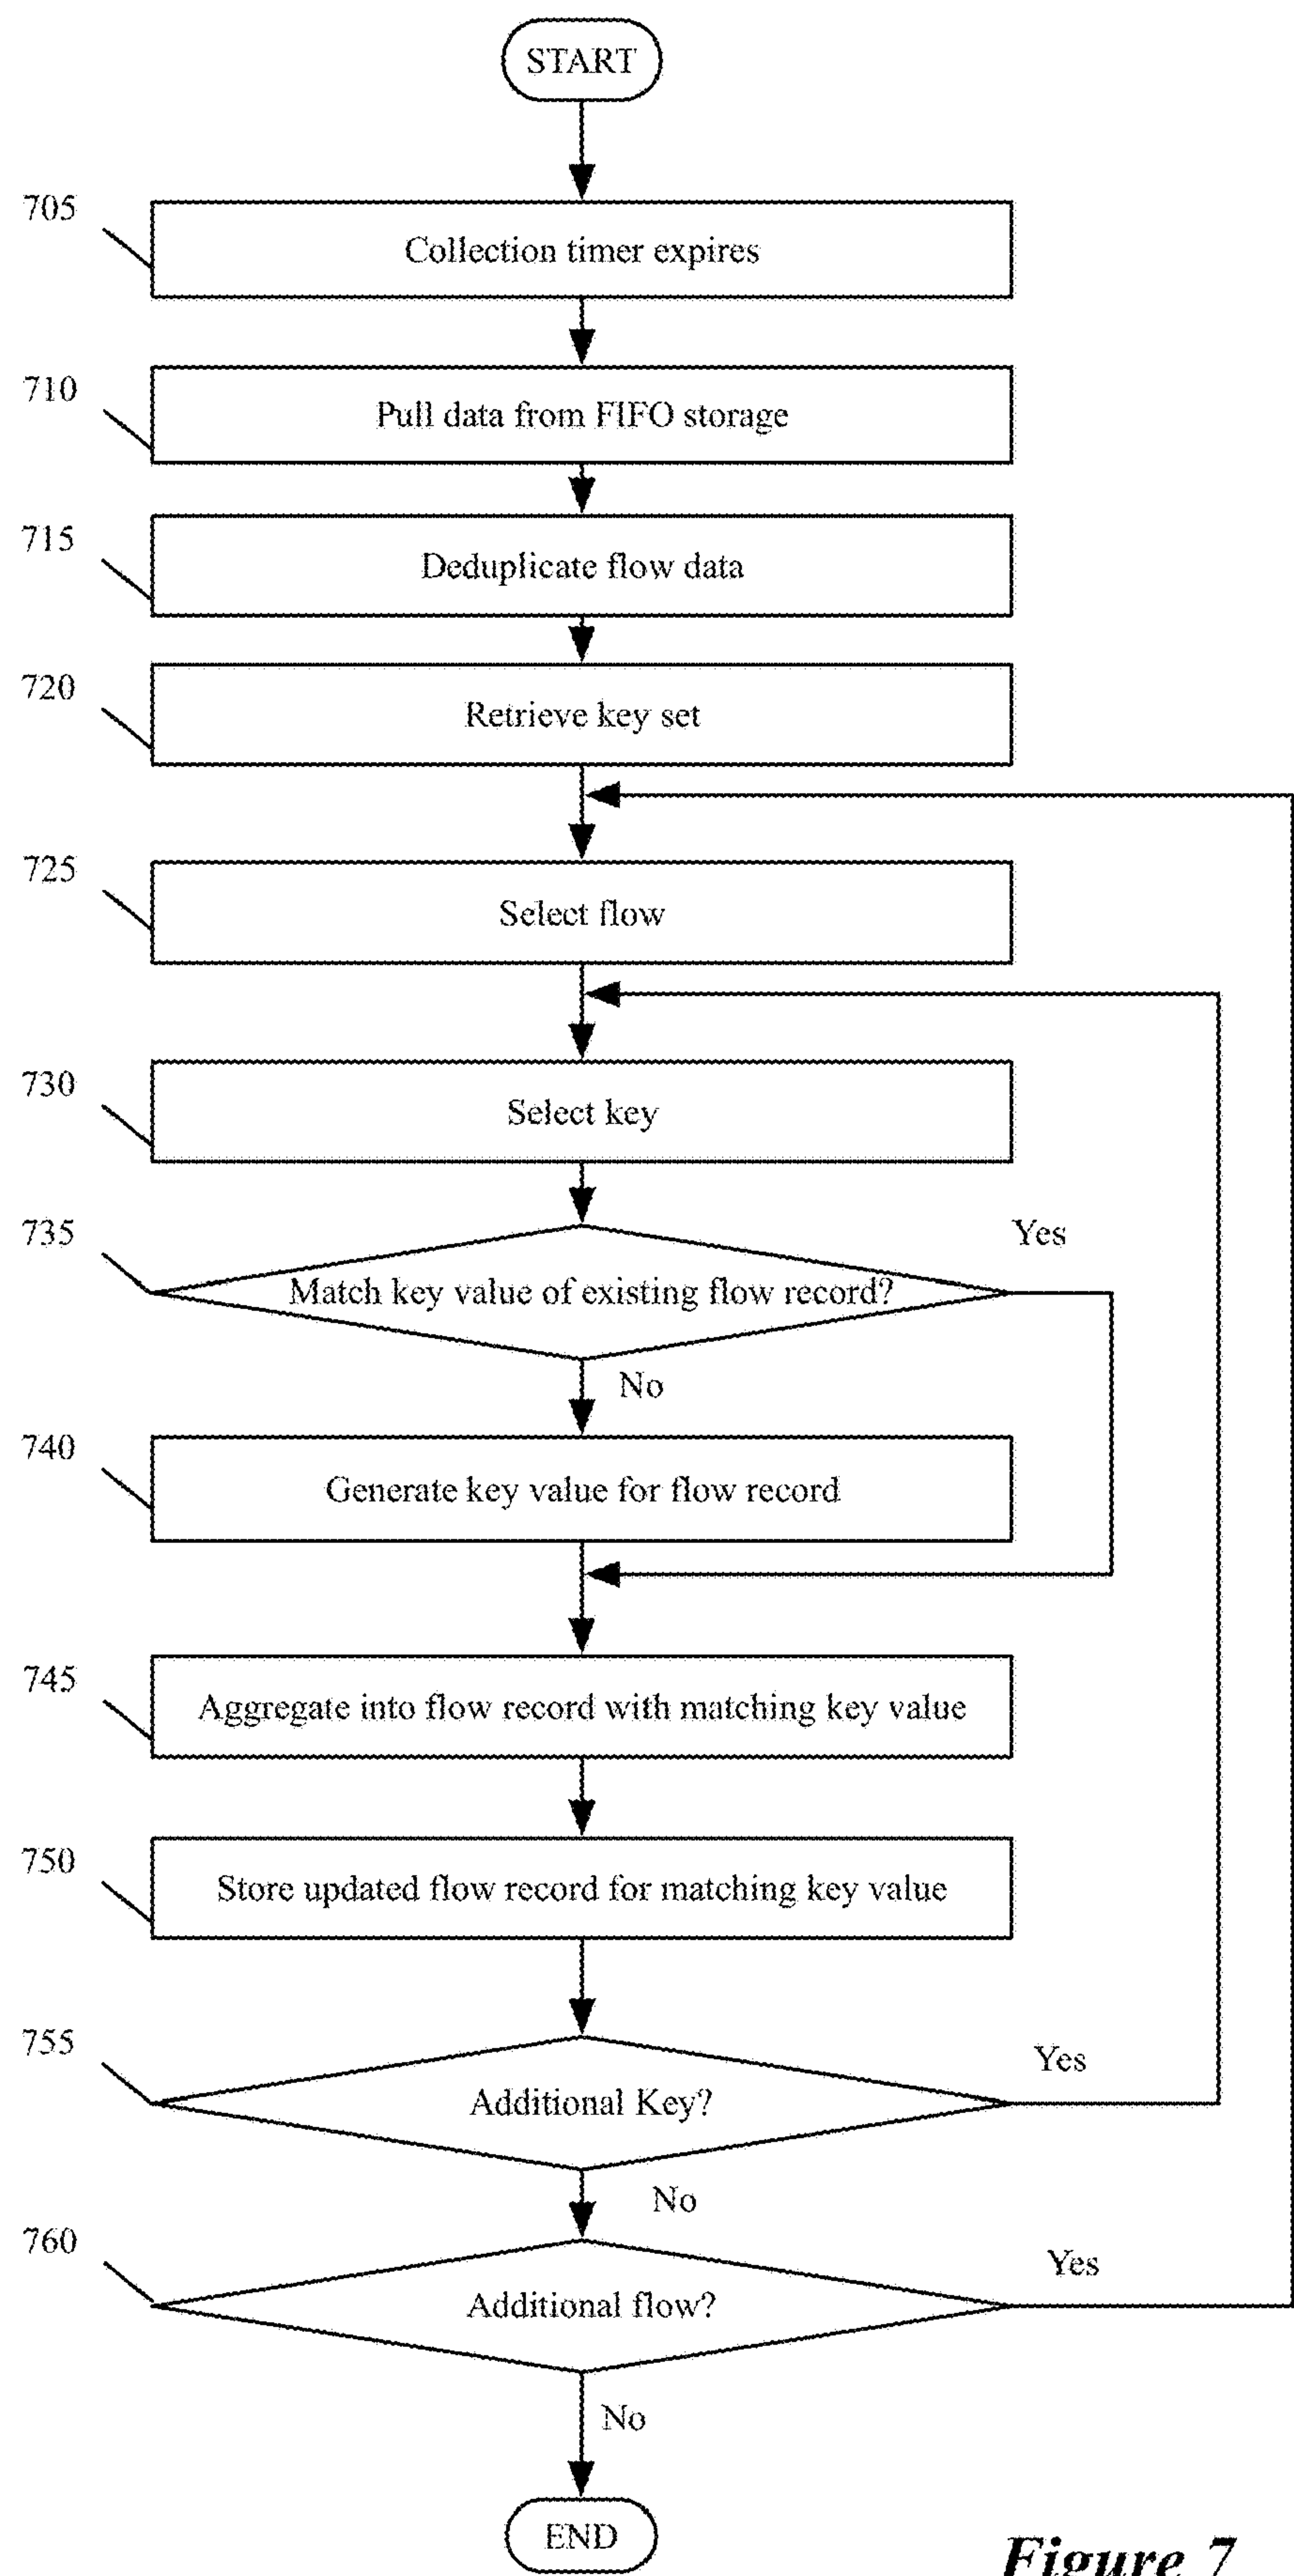 START
705
Collection timer expires
710
Pull data from FIFO storage
715
Deduplicate flow data
720
Retrieve key set
725
Select flow
730
Select key
735
Yes
Match key value of existing flow record?
No
740
Generate key value for flow record
745
Aggregate into flow record with matching key value
750
Store updated flow record for matching key value
755
Yes
Additional Key?
No
760
Yes
Additional flow?
No
END
Figure 7